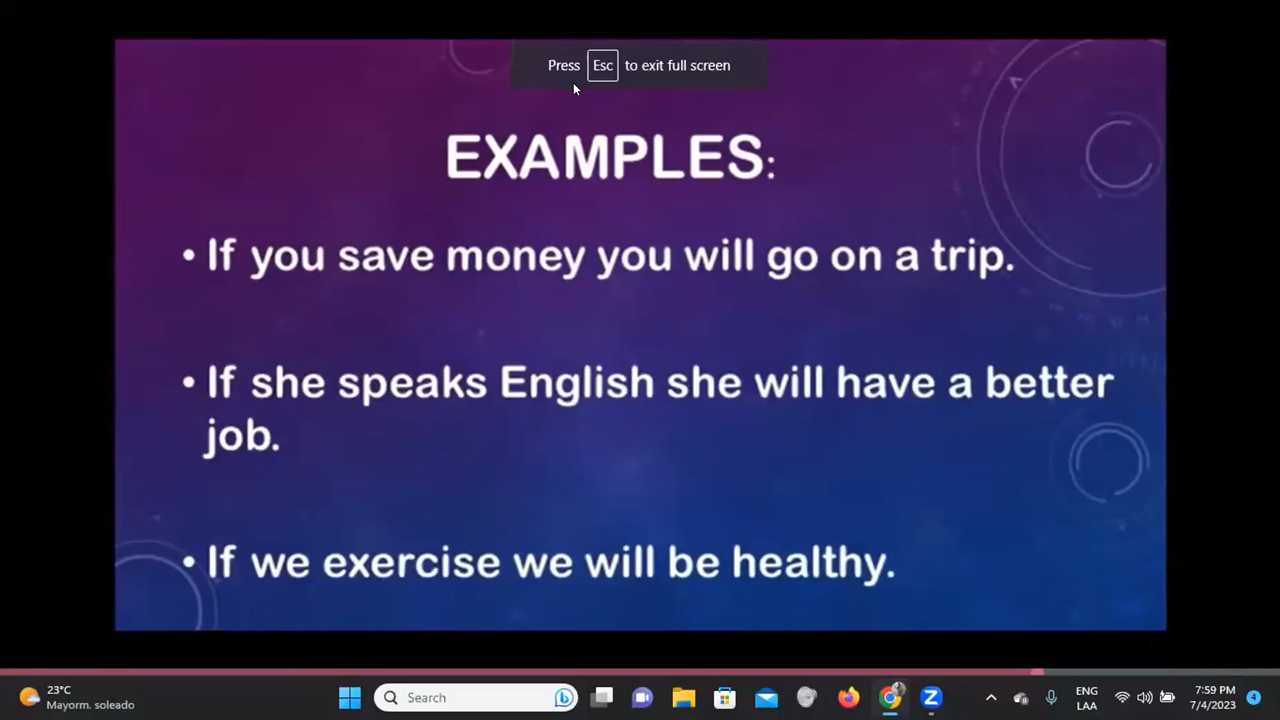 Press Esc to exit full screen
EXAMPLES:
• If you save money you will go on a trip.
• If she speaks English she will have a better
job.
• If we exercise we will be healthy.
23°C
Mayorm. soleado
Search
ENG
LAA
7:59 PM
7/4/2023
4